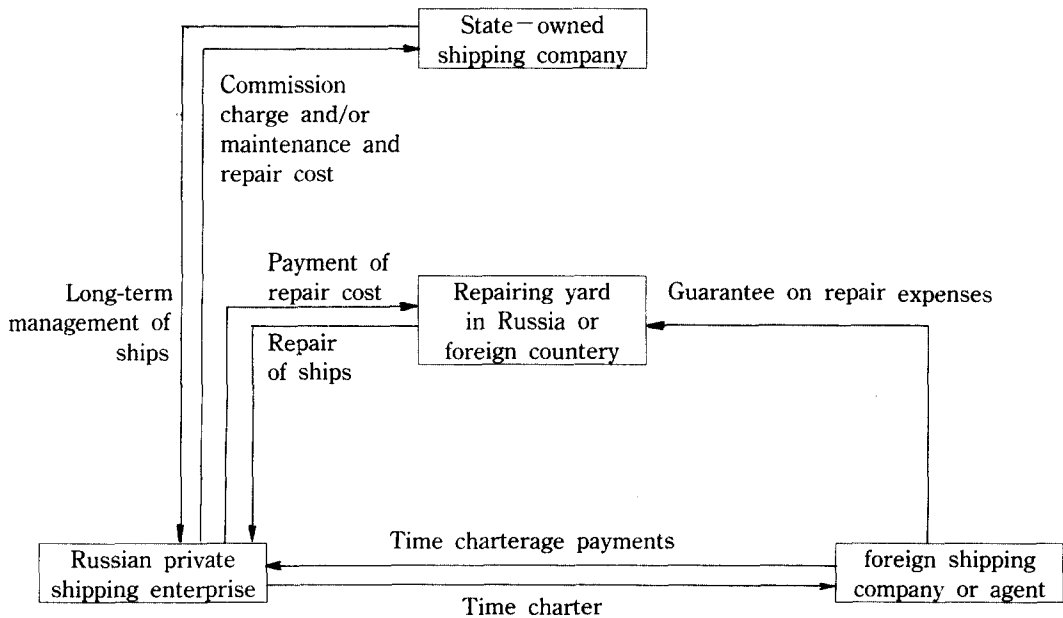 State-owned
shipping company
Commission
charge and/or
maintenance and
repair cost
Payment of
repair cost
Long-term
management of
ships
Repairing yard
in Russia or
foreign countery
Guarantee on repair expenses
Repair
of ships
Time charterage payments
Russian private
shipping enterprise
foreign shipping
company or agent
Time charter